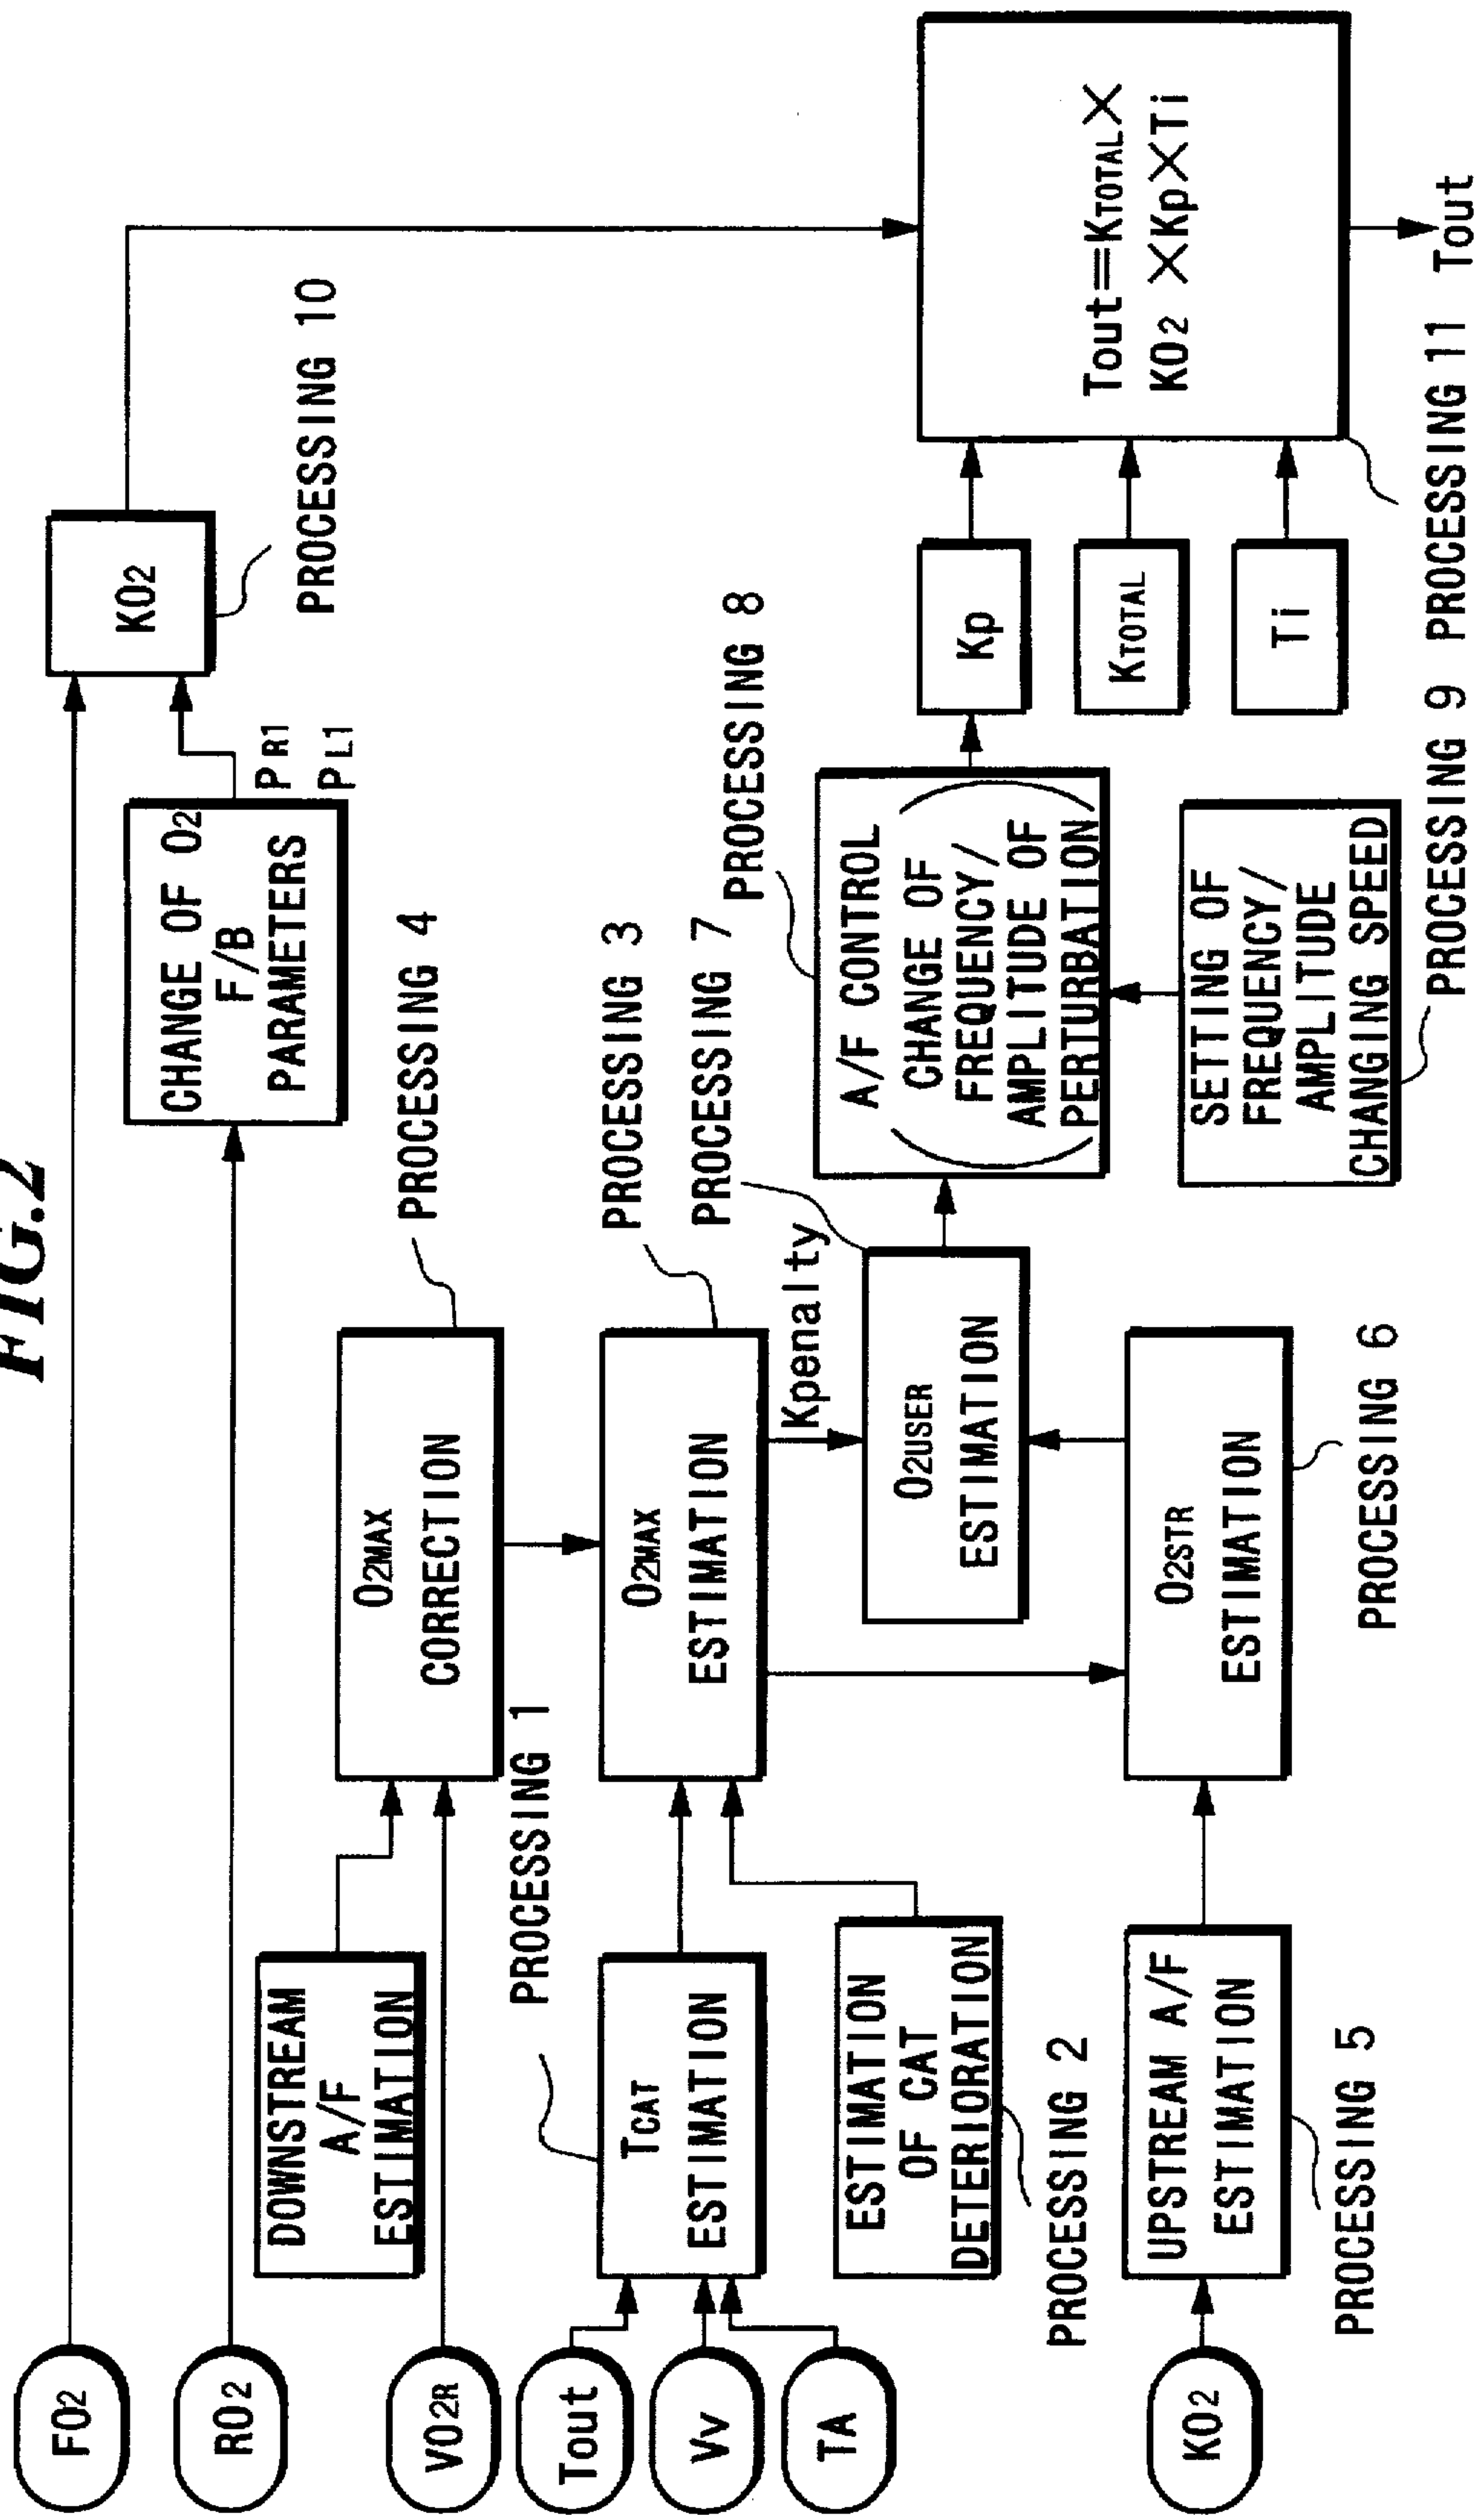 FIG.2
FO2
RO2
VO2R
Tout
Vv
TA
KO2
DOWNSTREAM
A/F
ESTIMATION
PROCESSING 1
TCAT
ESTIMATION
ESTIMATION
OF CAT
DETERIORATION
PROCESSING 2
UPSTREAM A/F
ESTIMATION
PROCESSING 5
O2MAX
CORRECTION
PROCESSING 4
O2MAX
ESTIMATION
PROCESSING 3
PROCESSING 7
Kpenalty
O2USER
ESTIMATION
O2STR
ESTIMATION
PROCESSING 6
CHANGE OF O2
F/B
PARAMETERS
PR1
PL1
KO2
PROCESSING 10
PROCESSING 8
A/F CONTROL
CHANGE OF
FREQUENCY/
AMPLITUDE OF
PERTURBATION
SETTING OF
FREQUENCY/
AMPLITUDE
CHANGING SPEED
PROCESSING 9
Kp
KTOTAL
Ti
Tout=KTOTAL×
KO2 ×Kp×Ti
PROCESSING 11
Tout